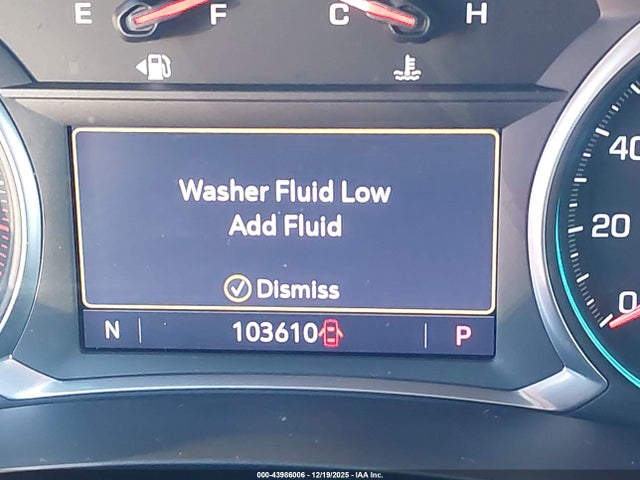 E F C H
Washer Fluid Low
Add Fluid
Dismiss
N 103610 P
40
20
0
000-43986006 - 12/19/2025 - IAA Inc.